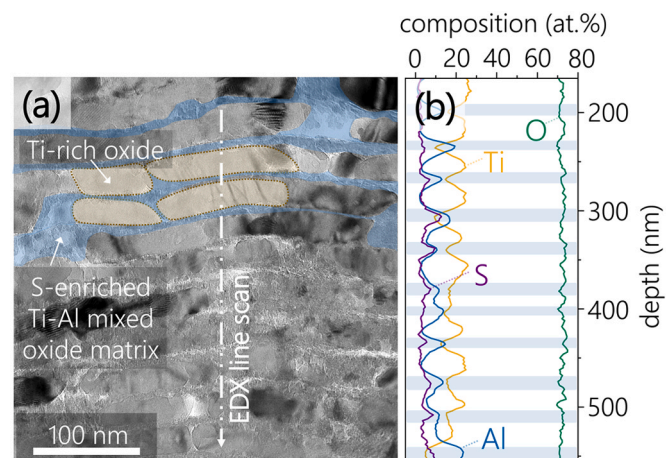 composition (at.%)
0 20 60 80
(a)
(b)
Ti-rich oxide
S-enriched
Ti-Al mixed
oxide matrix
EDX line scan
100 nm
O
Ti
S
Al
200
300
400
500
depth (nm)